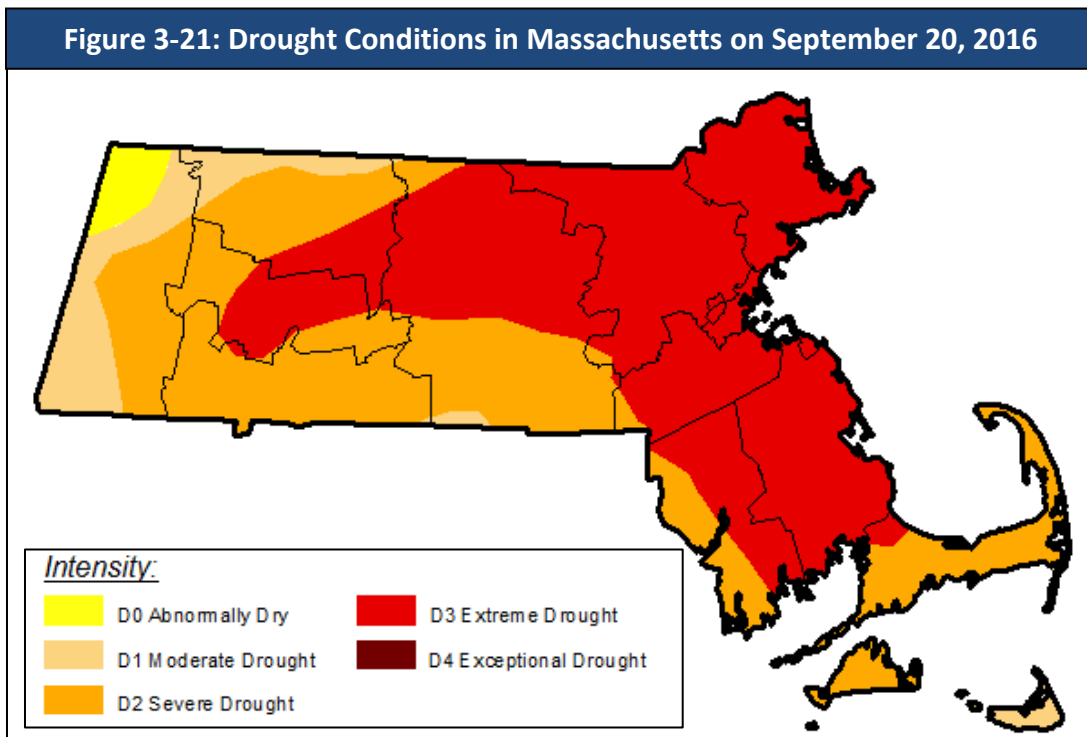 Figure 3-21: Drought Conditions in Massachusetts on September 20, 2016
Intensity:
D0 Abnormally Dry
D1 Moderate Drought
D2 Severe Drought
D3 Extreme Drought
D4 Exceptional Drought